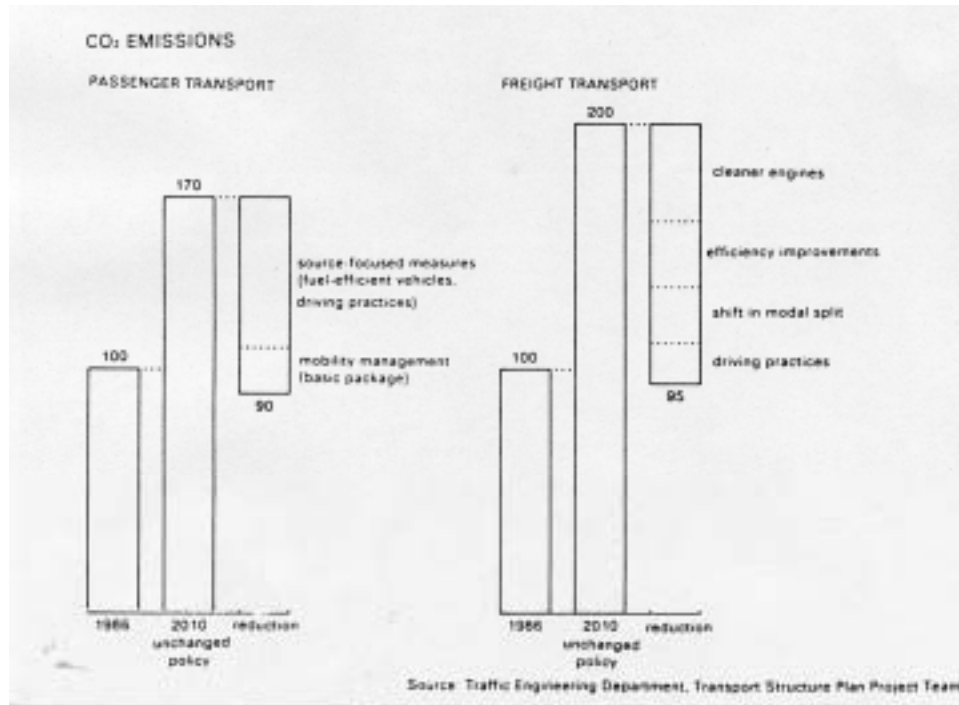 CO₂ EMISSIONS
PASSENGER TRANSPORT
170
100
source-focused measures
(fuel-efficient vehicles,
driving practices)
mobility management
(basic package)
90
1986
2010
reduction
unchanged
policy
FREIGHT TRANSPORT
200
100
cleaner engines
efficiency improvements
shift in modal split
driving practices
95
1986
2010
reduction
unchanged
policy
Source: Traffic Engineering Department, Transport Structure Plan Project Team